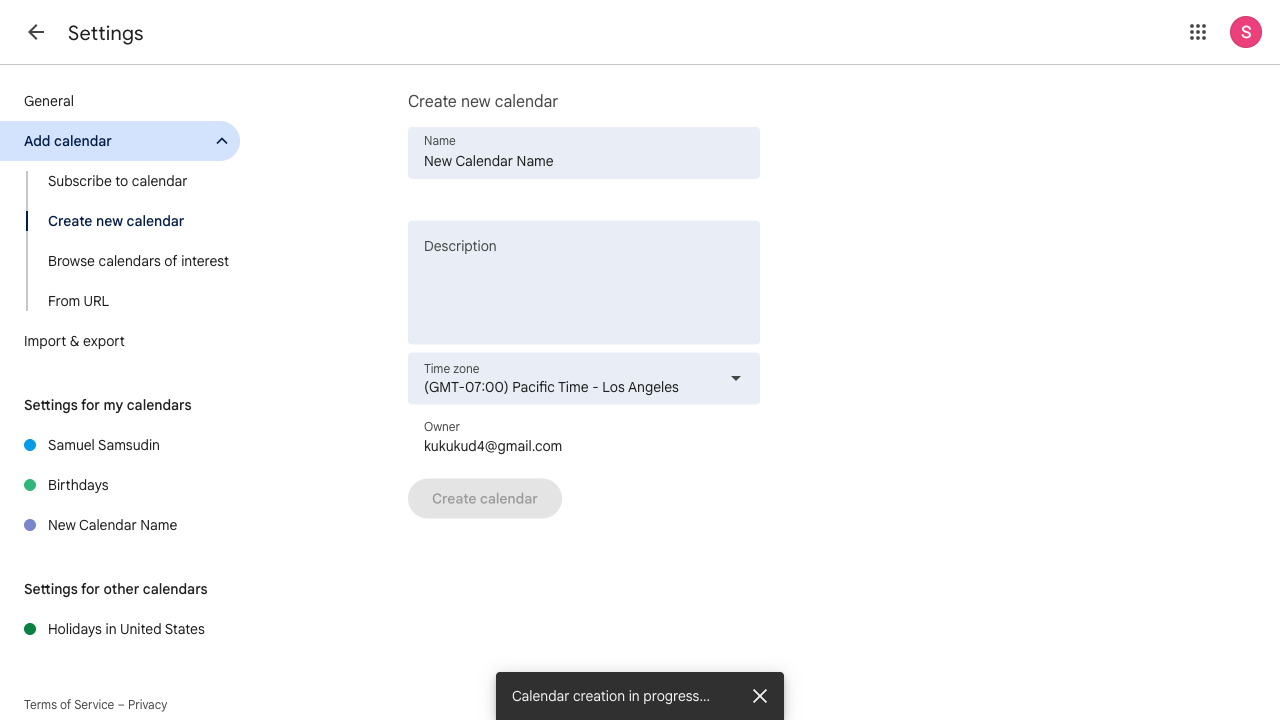 Settings
S
General
Add calendar
Subscribe to calendar
Create new calendar
Browse calendars of interest
From URL
Import & export
Settings for my calendars
Samuel Samsudin
Birthdays
New Calendar Name
Settings for other calendars
Holidays in United States
Terms of Service – Privacy
Create new calendar
Name
New Calendar Name
Description
Time zone
(GMT-07:00) Pacific Time - Los Angeles
Owner
kukukud4@gmail.com
Create calendar
Calendar creation in progress...